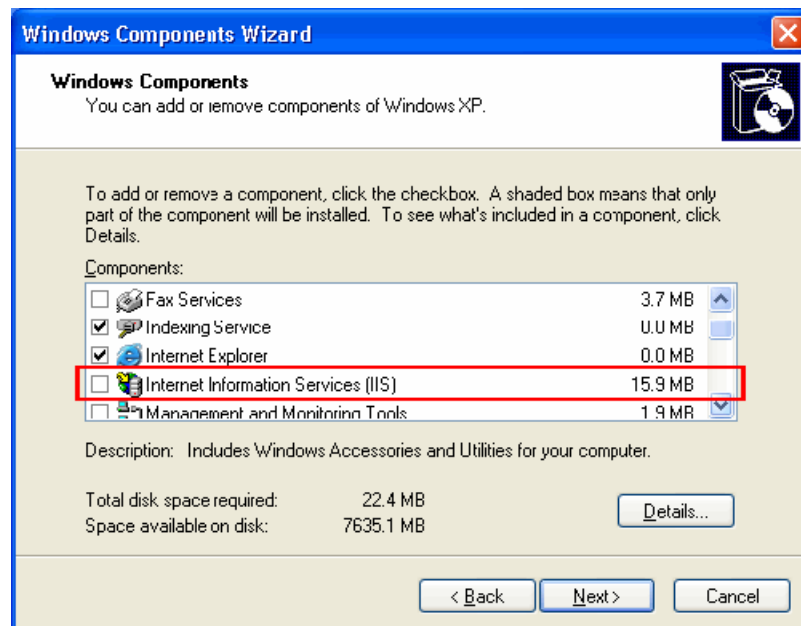 Windows Components Wizard
Windows Components
You can add or remove components of Windows XP.
To add or remove a component, click the checkbox. A shaded box means that only
part of the component will be installed. To see what's included in a component, click
Details.
Components:
Fax Services 3.7 MB
Indexing Service 0.0 MB
Internet Explorer 0.0 MB
Internet Information Services (IIS) 15.9 MB
Management and Monitoring Tools 1.9 MB
Description: Includes Windows Accessories and Utilities for your computer.
Total disk space required: 22.4 MB
Space available on disk: 7635.1 MB
Details...
< Back Next > Cancel